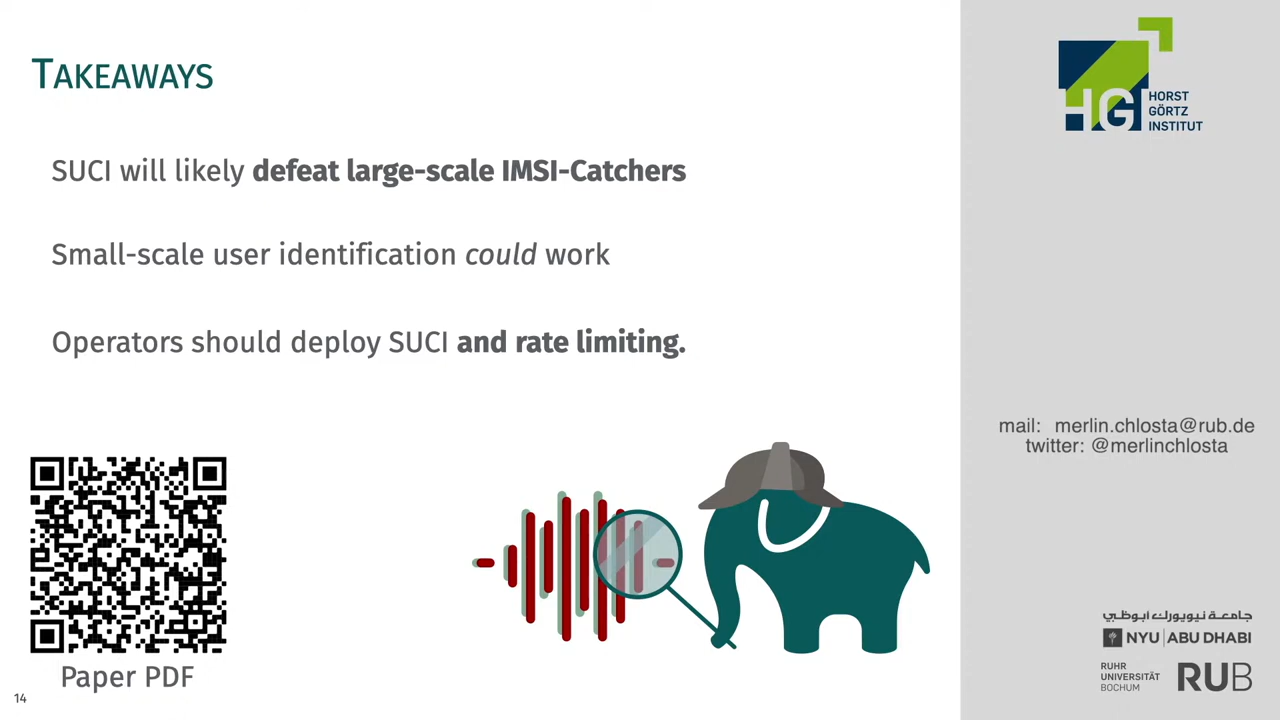 TAKEAWAYS
SUCI will likely defeat large-scale IMSI-Catchers
Small-scale user identification could work
Operators should deploy SUCI and rate limiting.
Paper PDF
14
HGI HORST
GÖRTZ
INSTITUT
mail: merlin.chlosta@rub.de
twitter: @merlinchlosta
جامعة نيويورك أبوظبي
NYU | ABU DHABI
RUHR
UNIVERSITÄT
BOCHUM
RUB